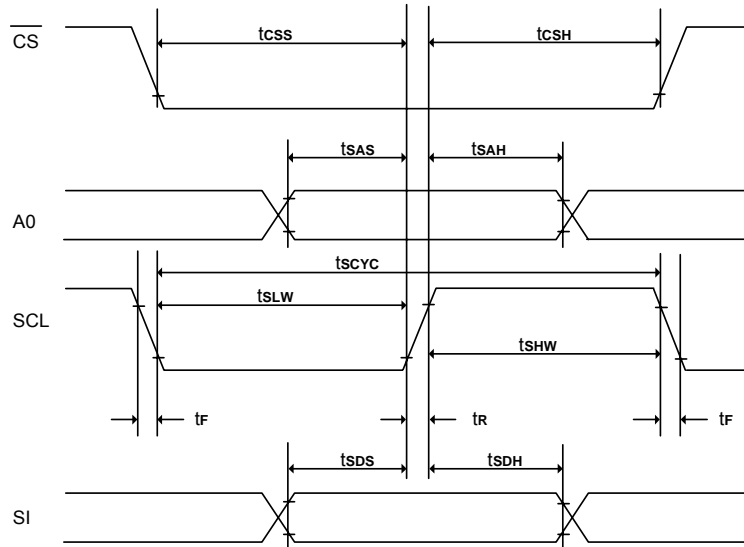 CS
tCSS
tCSH
tSAS
tSAH
A0
tSCYC
tSLW
SCL
tSHW
tF
tR
tF
tSDS
tSDH
SI